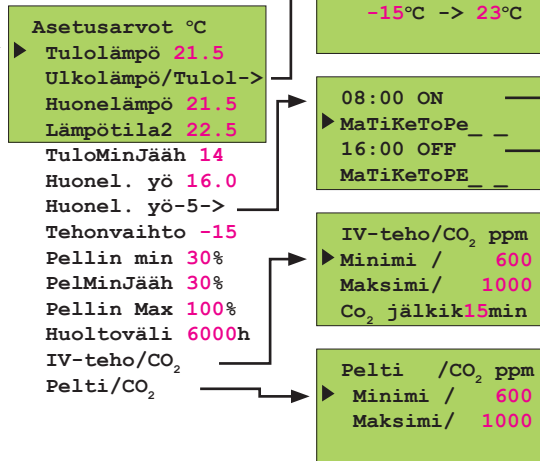 Asetusarvot °C
Tulolämpö 21.5
Ulkolämpö/Tulol->
Huonelämpö 21.5
Lämpötila2 22.5
TuloMinJääh 14
Huonel. yö 16.0
Huonel. yö-5->
Tehonvaihto -15
Pellin min 30%
PelMinJääh 30%
Pellin Max 100%
Huoltoväli 6000h
IV-teho/CO₂
Pelti/CO₂
-15°C -> 23°C
08:00 ON
MaTiKeToPe_ _
16:00 OFF
MaTiKeToPE_ _
IV-teho/CO₂ ppm
Minimi / 600
Maksimi/ 1000
Co₂ jälkik15min
Pelti /CO₂ ppm
Minimi / 600
Maksimi/ 1000